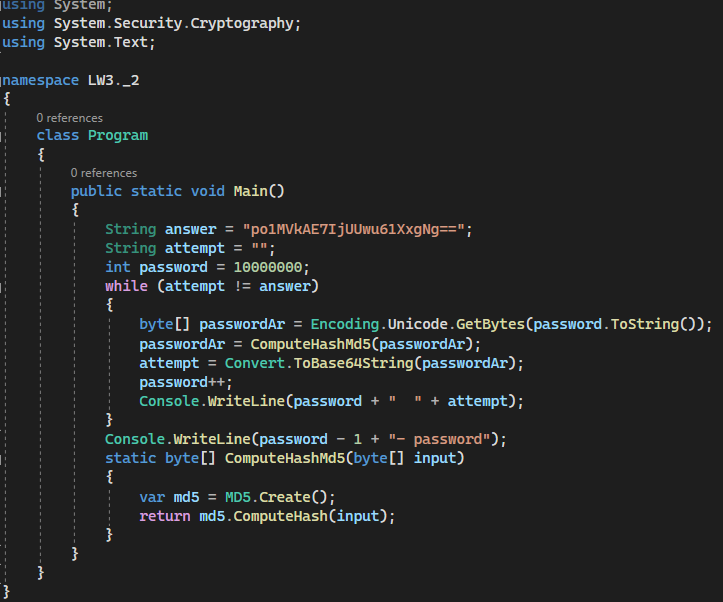 using System;
using System.Security.Cryptography;
using System.Text;
namespace LW3._2
{
0 references
class Program
{
0 references
public static void Main()
{
String answer = "po1MVkAE7IjUUwu61XxgNg==";
String attempt = "";
int password = 10000000;
while (attempt != answer)
{
byte[] passwordAr = Encoding.Unicode.GetBytes(password.ToString());
passwordAr = ComputeHashMd5(passwordAr);
attempt = Convert.ToBase64String(passwordAr);
password++;
Console.WriteLine(password + "  " + attempt);
}
Console.WriteLine(password - 1 + "- password");
static byte[] ComputeHashMd5(byte[] input)
{
var md5 = MD5.Create();
return md5.ComputeHash(input);
}
}
}
}